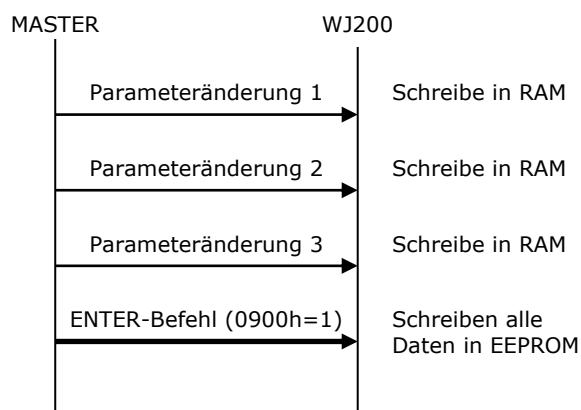 MASTER WJ200
Parameteränderung 1 Schreibe in RAM
Parameteränderung 2 Schreibe in RAM
Parameteränderung 3 Schreibe in RAM
ENTER-Befehl (0900h=1) Schreiben alle
Daten in EEPROM